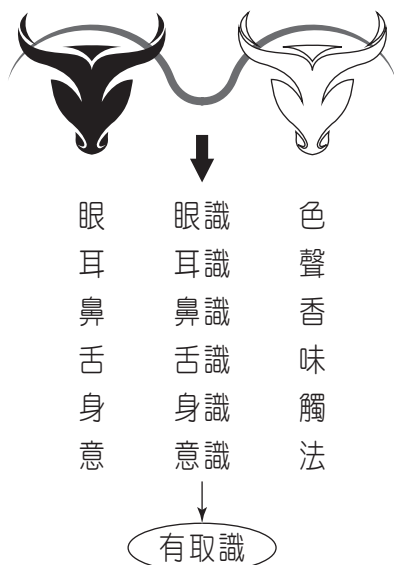 眼 眼識 色
耳 耳識 聲
鼻 鼻識 香
舌 舌識 味
身 身識 觸
意 意識 法
有取識